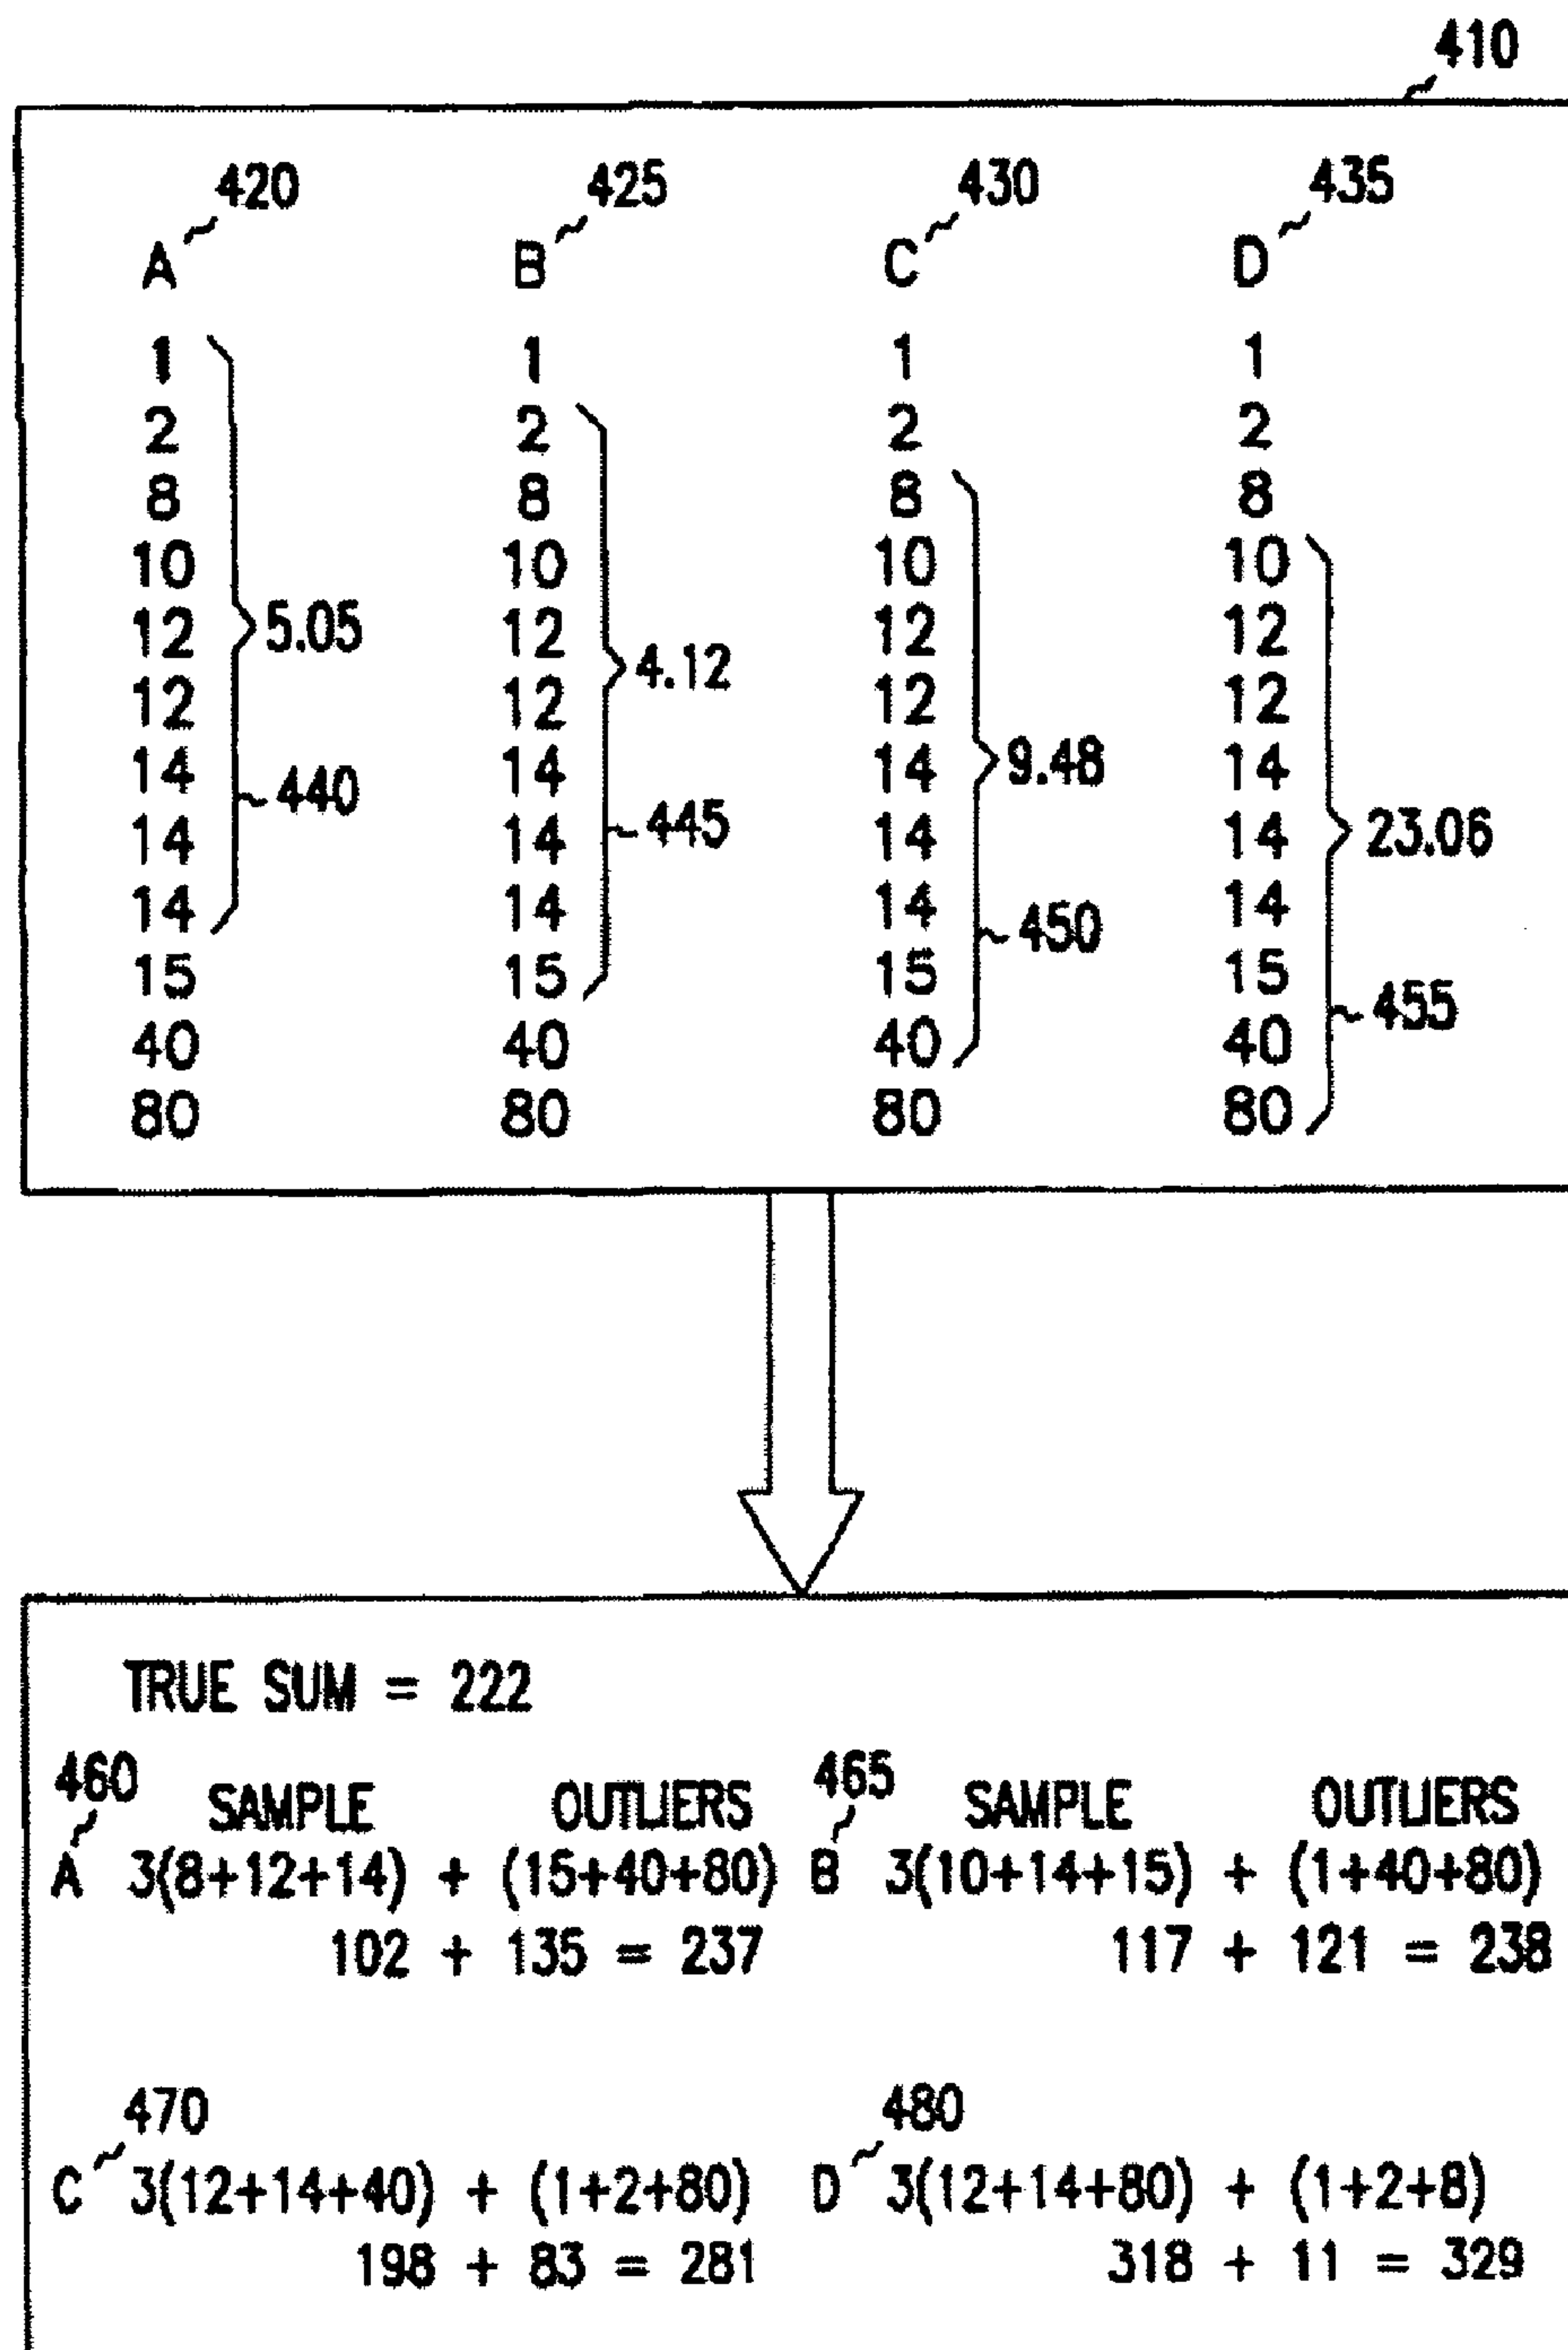 410
420 425 430 435
A B C D
1 1 1 1
2 2 2 2
8 8 8 8
10 10 10 10
12 12 12 12
5.05
4.12
12 12 12 12
14 14 14 14
9.48
440
14 14 14 14
445
23.06
14 14 14 14
450
15 15 15 15
455
40 40 40 40
80 80 80 80
TRUE SUM = 222
460 SAMPLE OUTLIERS 465 SAMPLE OUTLIERS
A 3(8+12+14) + (15+40+80) B 3(10+14+15) + (1+40+80)
102 + 135 = 237 117 + 121 = 238
470 480
C 3(12+14+40) + (1+2+80) D 3(12+14+80) + (1+2+8)
198 + 83 = 281 318 + 11 = 329